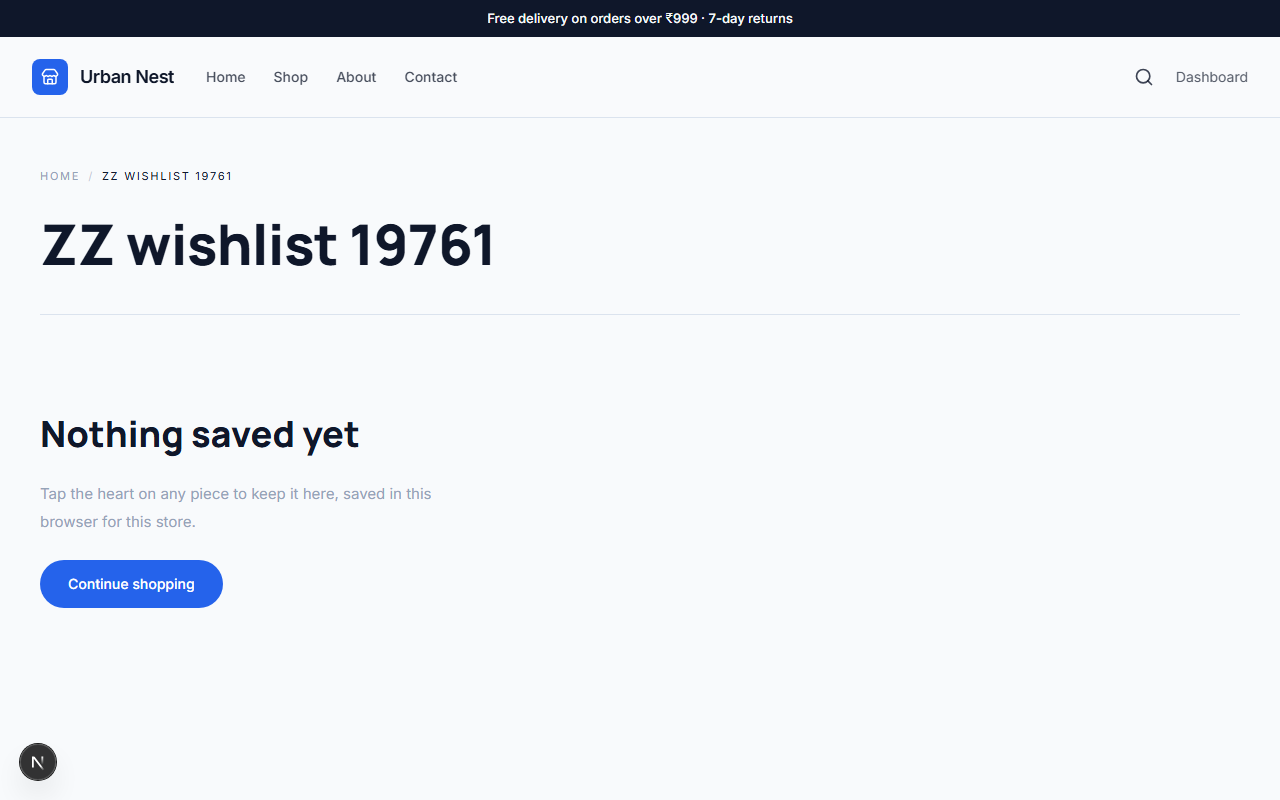 Free delivery on orders over ₹999 · 7-day returns
Urban Nest
Home
Shop
About
Contact
Dashboard
HOME / ZZ WISHLIST 19761
ZZ wishlist 19761
Nothing saved yet
Tap the heart on any piece to keep it here, saved in this
browser for this store.
Continue shopping
N